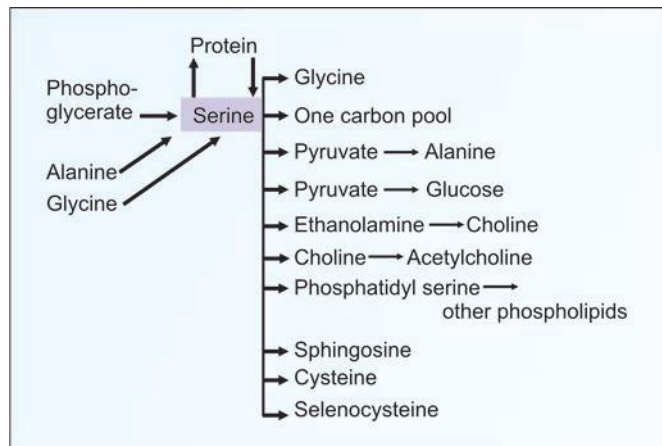 Protein
Phospho-
glycerate
Serine
Alanine
Glycine
Glycine
One carbon pool
Pyruvate → Alanine
Pyruvate → Glucose
Ethanolamine → Choline
Choline → Acetylcholine
Phosphatidyl serine →
other phospholipids
Sphingosine
Cysteine
Selenocysteine